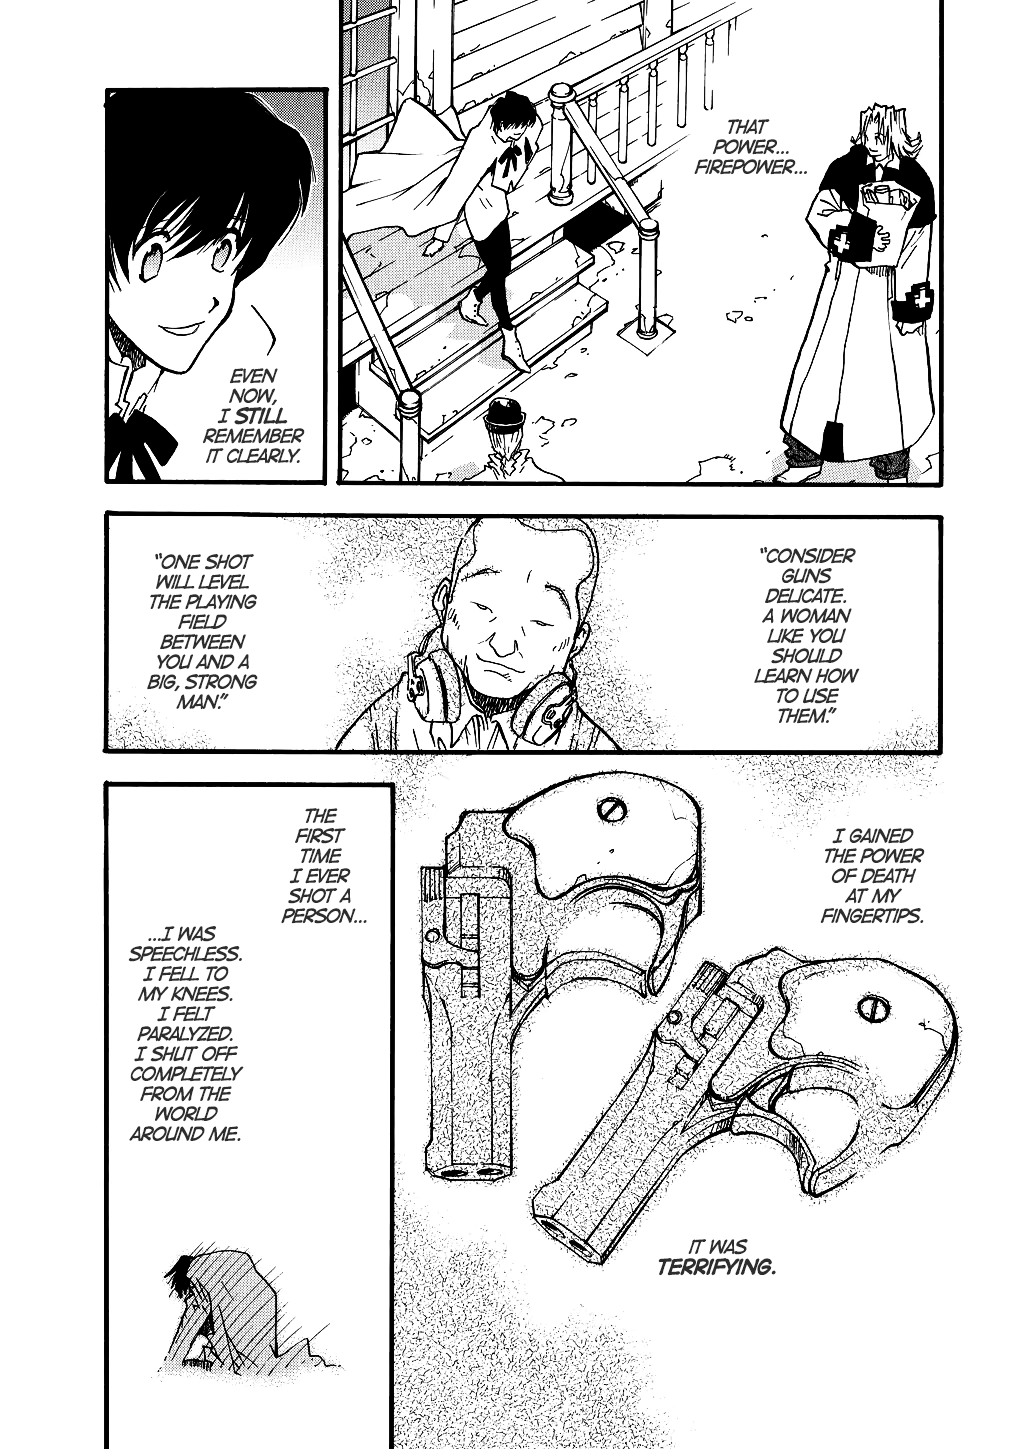 THAT
POWER...
FIREPOWER...
EVEN
NOW,
I STILL
REMEMBER
IT CLEARLY.
"CONSIDER
GUNS
DELICATE.
A WOMAN
LIKE YOU
SHOULD
LEARN HOW
TO USE
THEM."
"ONE SHOT
WILL LEVEL
THE PLAYING
FIELD
BETWEEN
YOU AND A
BIG, STRONG
MAN."
I GAINED
THE POWER
OF DEATH
AT MY
FINGERTIPS.
IT WAS
TERRIFYING.
THE
FIRST
TIME
I EVER
SHOT A
PERSON...
...I WAS
SPEECHLESS.
I FELL TO
MY KNEES.
I FELT
PARALYZED.
I SHUT OFF
COMPLETELY
FROM THE
WORLD
AROUND ME.